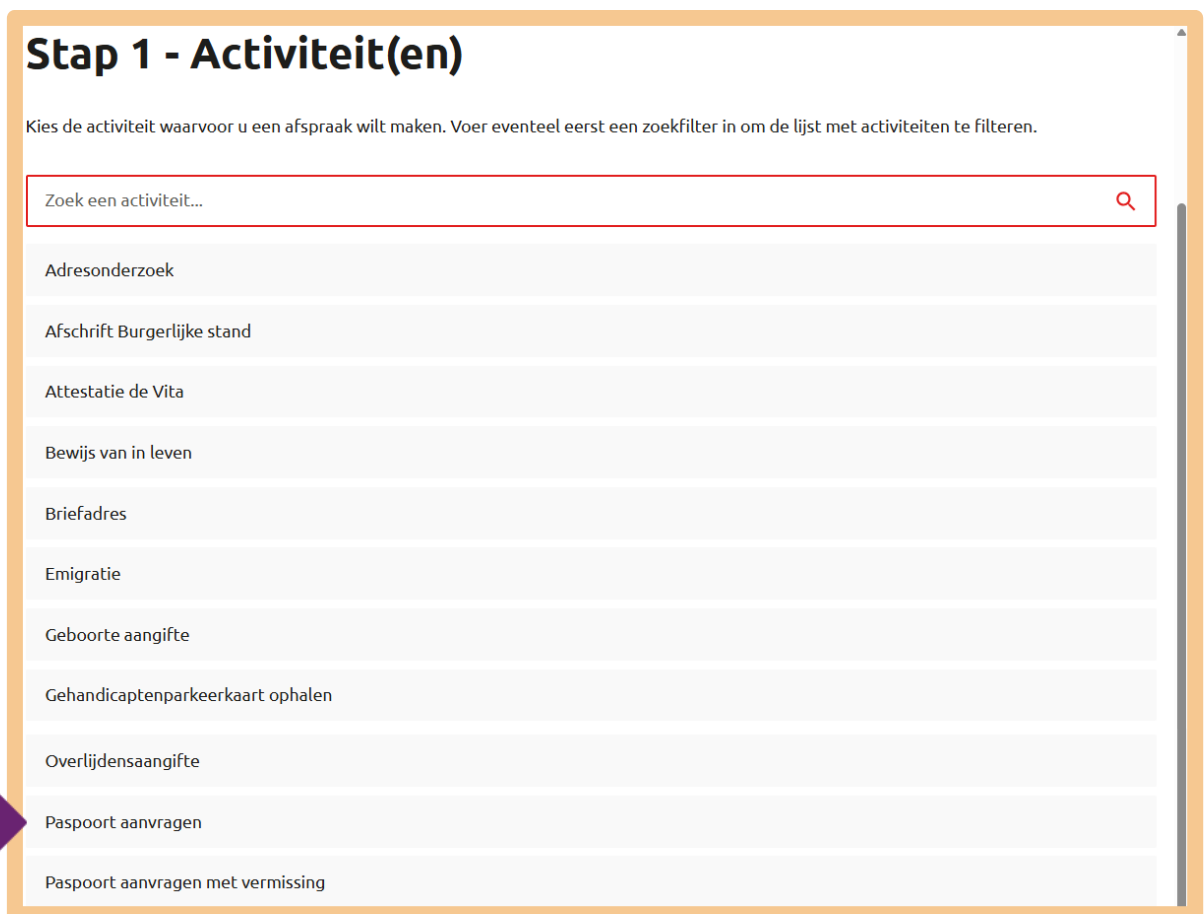 Stap 1 - Activiteit(en)
Kies de activiteit waarvoor u een afspraak wilt maken. Voer eventeel eerst een zoekfilter in om de lijst met activiteiten te filteren.
Zoek een activiteit...
Adresonderzoek
Afschrift Burgerlijke stand
Attestatie de Vita
Bewijs van in leven
Briefadres
Emigratie
Geboorte aangifte
Gehandicaptenparkeerkaart ophalen
Overlijdensaangifte
Paspoort aanvragen
Paspoort aanvragen met vermissing